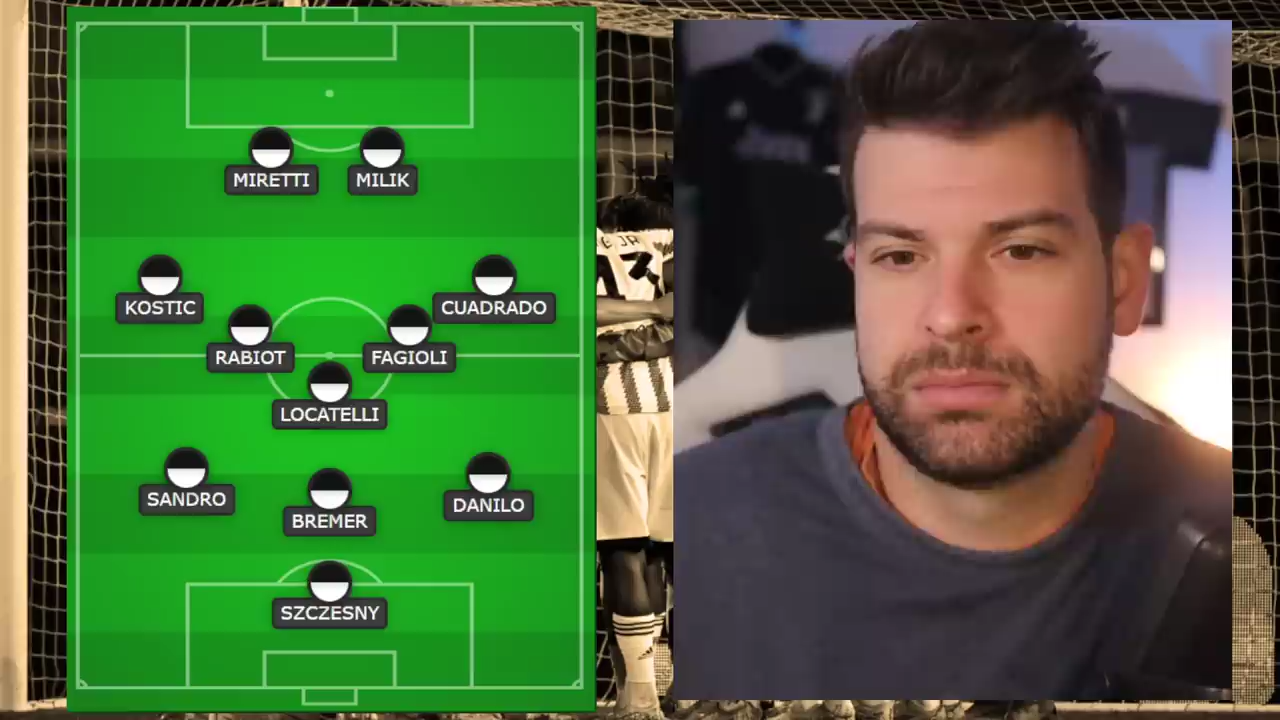 MIRETTI
MILIK
KOSTIC
CUADRADO
RABIOT
FAGIOLI
LOCATELLI
SANDRO
BREMER
DANILO
SZCZESNY